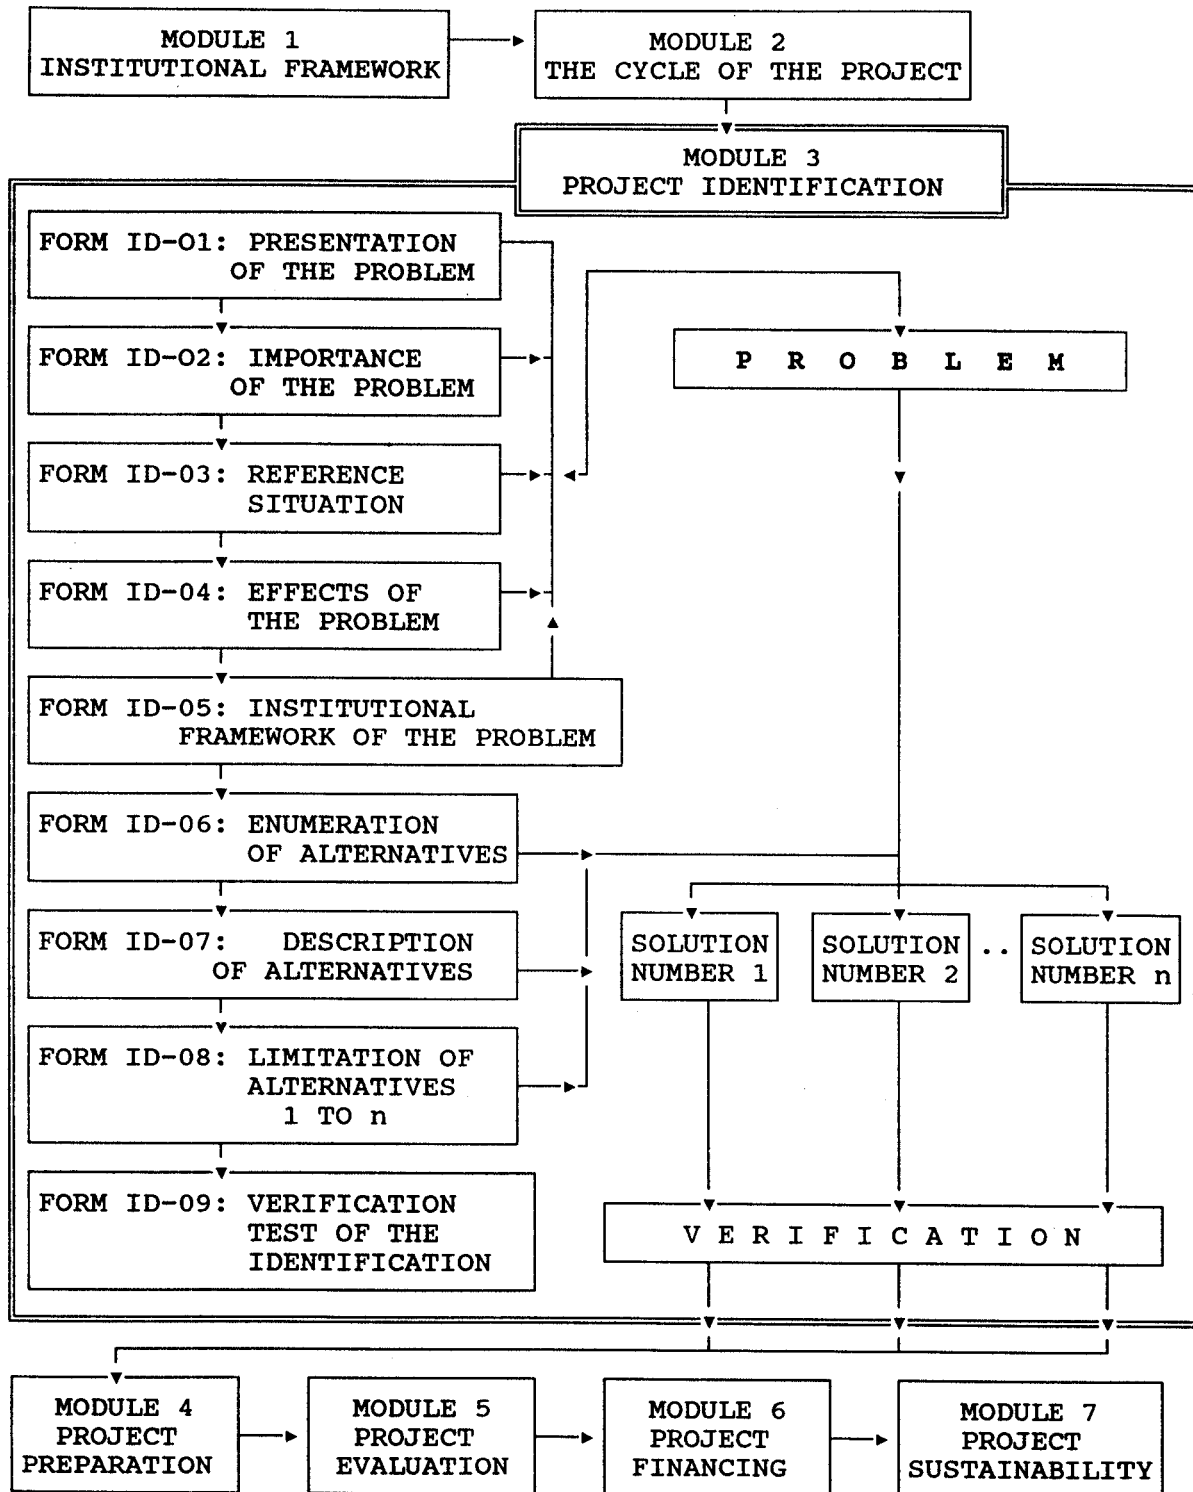 MODULE 1
INSTITUTIONAL FRAMEWORK
MODULE 2
THE CYCLE OF THE PROJECT
MODULE 3
PROJECT IDENTIFICATION
FORM ID-O1: PRESENTATION
OF THE PROBLEM
FORM ID-O2: IMPORTANCE
OF THE PROBLEM
P R O B L E M
FORM ID-03: REFERENCE
SITUATION
FORM ID-04: EFFECTS OF
THE PROBLEM
FORM ID-05: INSTITUTIONAL
FRAMEWORK OF THE PROBLEM
FORM ID-06: ENUMERATION
OF ALTERNATIVES
FORM ID-07: DESCRIPTION
OF ALTERNATIVES
SOLUTION
NUMBER 1
SOLUTION
NUMBER 2
..
SOLUTION
NUMBER n
FORM ID-08: LIMITATION OF
ALTERNATIVES
1 TO n
FORM ID-09: VERIFICATION
TEST OF THE
IDENTIFICATION
V E R I F I C A T I O N
MODULE 4
PROJECT
PREPARATION
MODULE 5
PROJECT
EVALUATION
MODULE 6
PROJECT
FINANCING
MODULE 7
PROJECT
SUSTAINABILITY